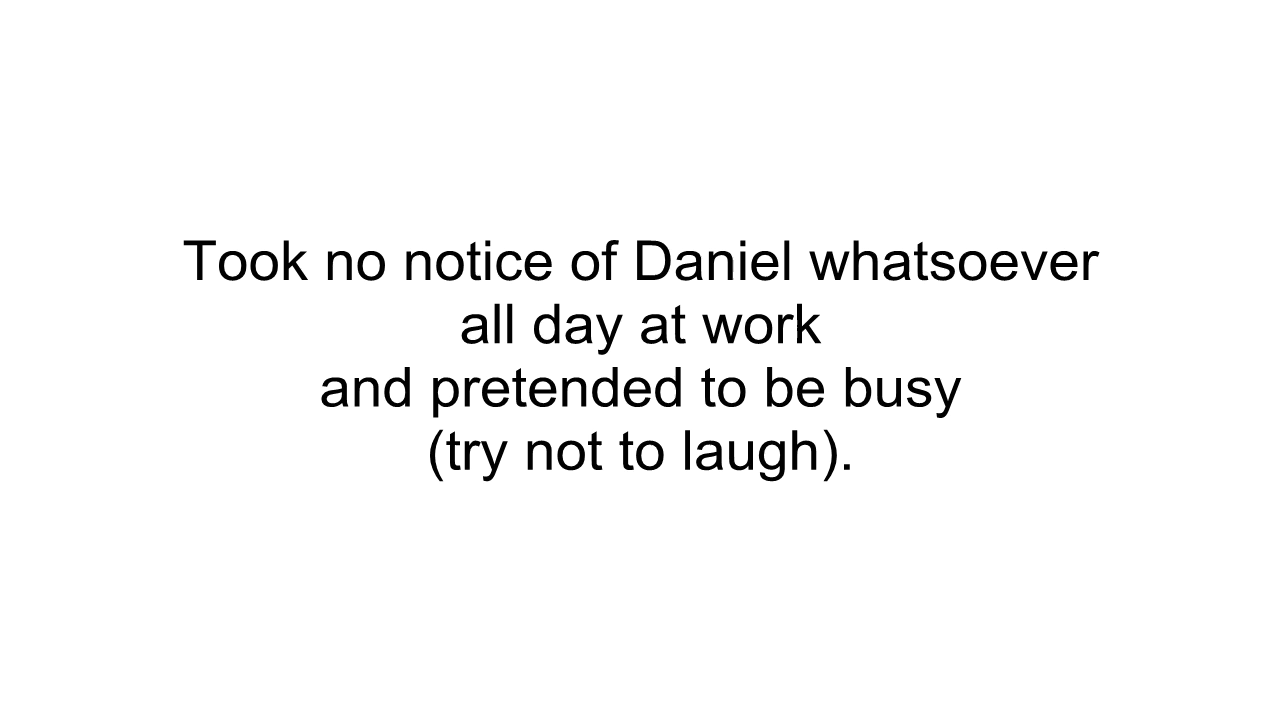 Took no notice of Daniel whatsoever
all day at work
and pretended to be busy
(try not to laugh).